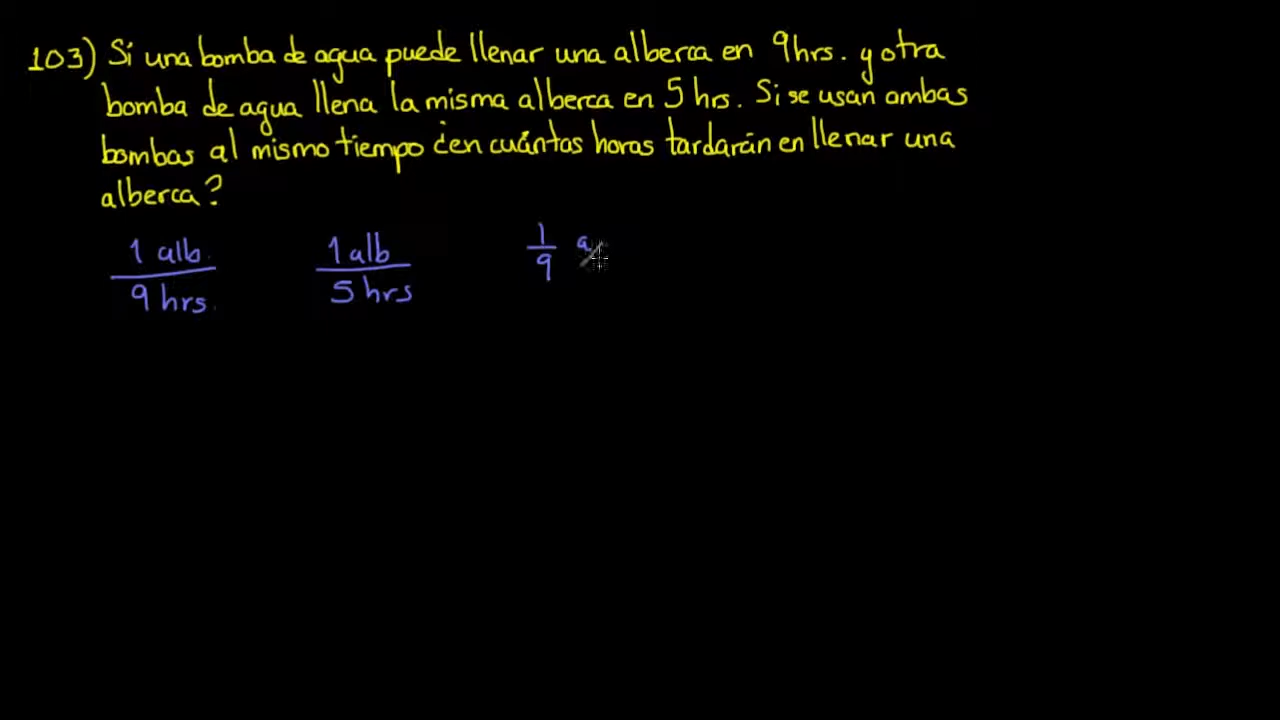 103) Si una bomba de agua puede llenar una alberca en 9hrs. y otra
bomba de agua llena la misma alberca en 5 hrs. Si se usan ambas
bombas al mismo tiempo ¿en cuántas horas tardarán en llenar una
alberca?
1 alb. 1 alb 1 a
9 hrs. 5 hrs 9